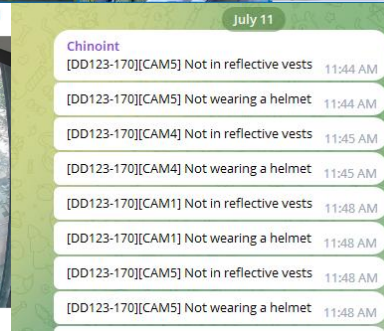 July 11
Chinoint
[DD123-170][CAM5] Not in reflective vests 11:44 AM
[DD123-170][CAM5] Not wearing a helmet 11:44 AM
[DD123-170][CAM4] Not in reflective vests 11:45 AM
[DD123-170][CAM4] Not wearing a helmet 11:45 AM
[DD123-170][CAM1] Not in reflective vests 11:48 AM
[DD123-170][CAM1] Not wearing a helmet 11:48 AM
[DD123-170][CAM5] Not in reflective vests 11:48 AM
[DD123-170][CAM5] Not wearing a helmet 11:48 AM